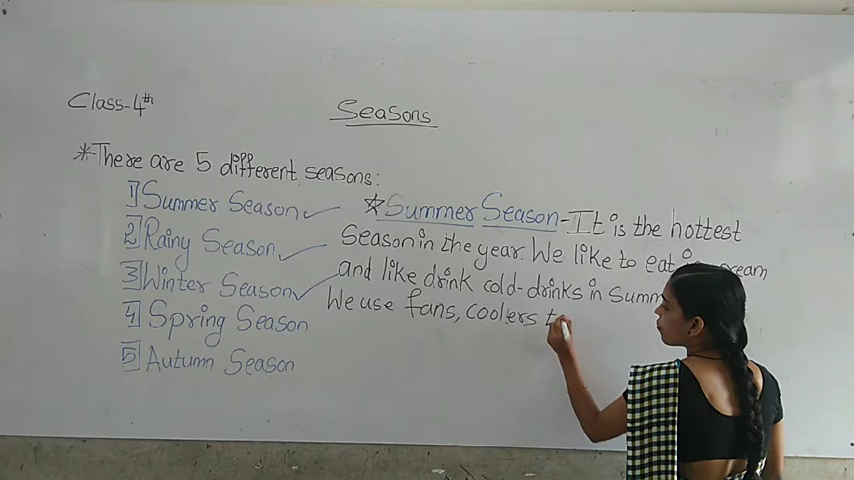 Class-4th
Seasons
*There are 5 different seasons:
1] Summer Season ✓
2] Rainy Season ✓
3] Winter Season ✓
4] Spring Season
5] Autumn Season
☆ Summer Season - It is the hottest
Season in the year. We like to eat
and like drink cold-drinks in
We use fans, coolers